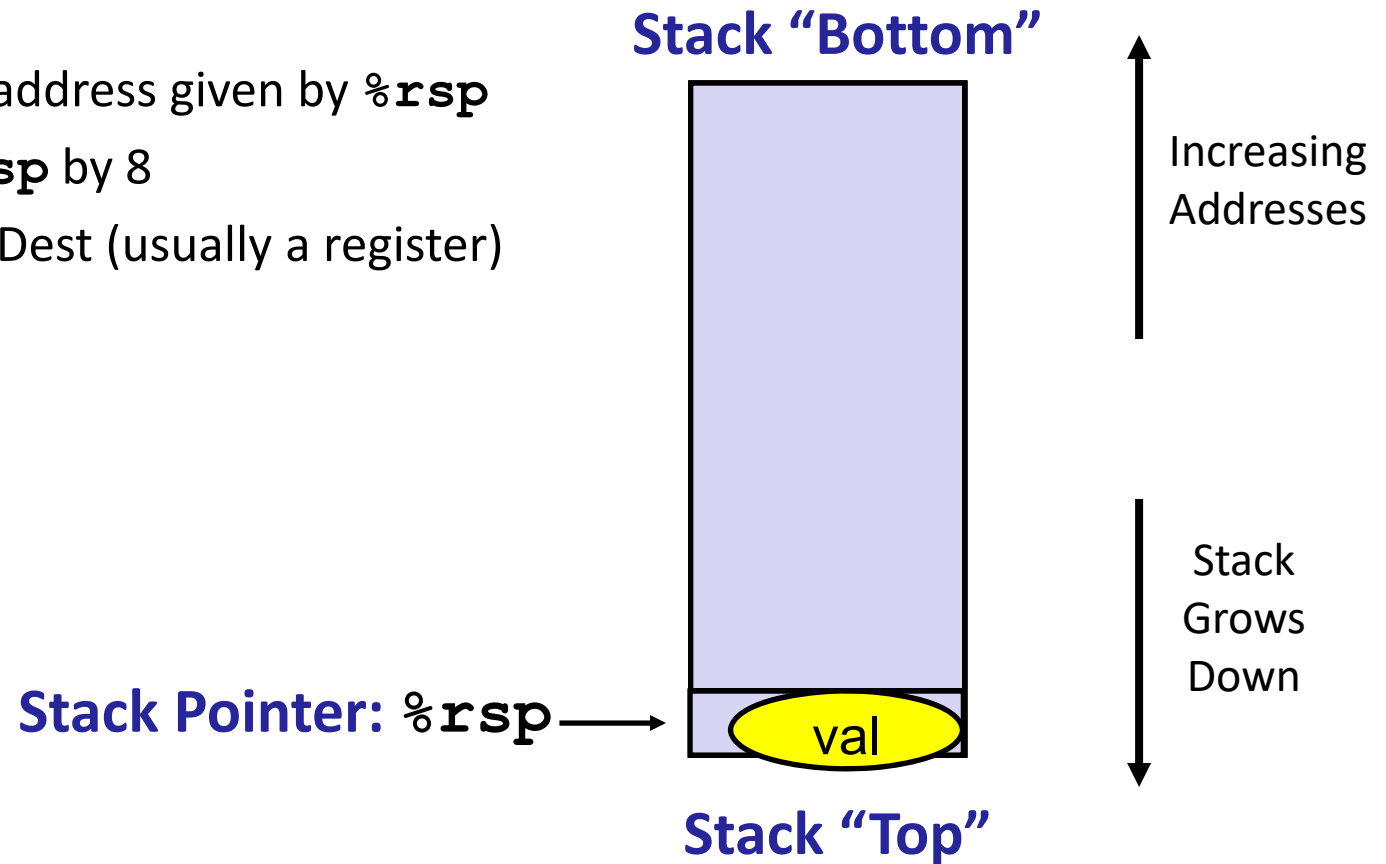 Stack “Bottom”
address given by %rsp
sp by 8
Dest (usually a register)
Increasing
Addresses
Stack
Grows
Down
Stack Pointer: %rsp
val
Stack “Top”